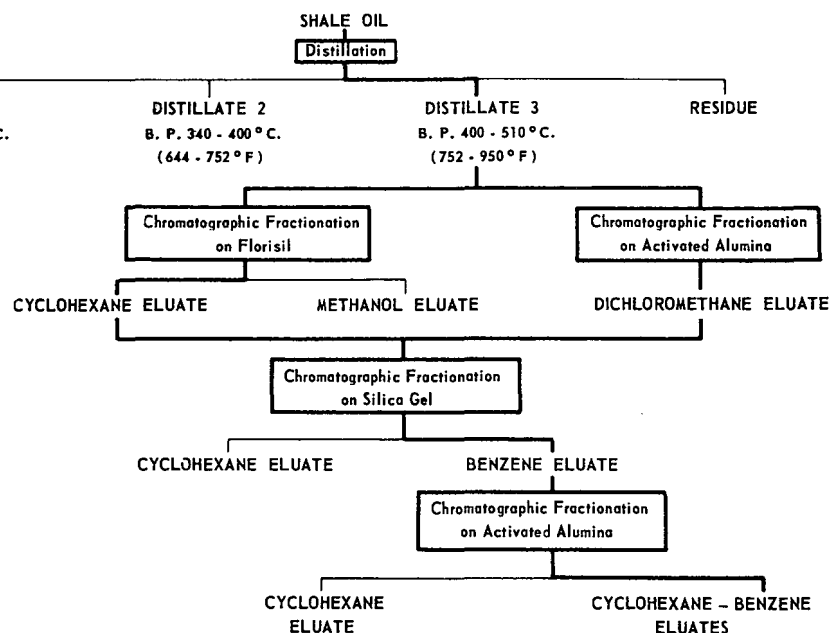 SHALE OIL
Distillation
DISTILLATE 2
DISTILLATE 3
RESIDUE
C.
B. P. 340 - 400° C.
B. P. 400 - 510° C.
(644 - 752° F)
(752 - 950° F)
Chromatographic Fractionation
on Florisil
Chromatographic Fractionation
on Activated Alumina
CYCLOHEXANE ELUATE
METHANOL ELUATE
DICHLOROMETHANE ELUATE
Chromatographic Fractionation
on Silica Gel
CYCLOHEXANE ELUATE
BENZENE ELUATE
Chromatographic Fractionation
on Activated Alumina
CYCLOHEXANE
ELUATE
CYCLOHEXANE - BENZENE
ELUATES